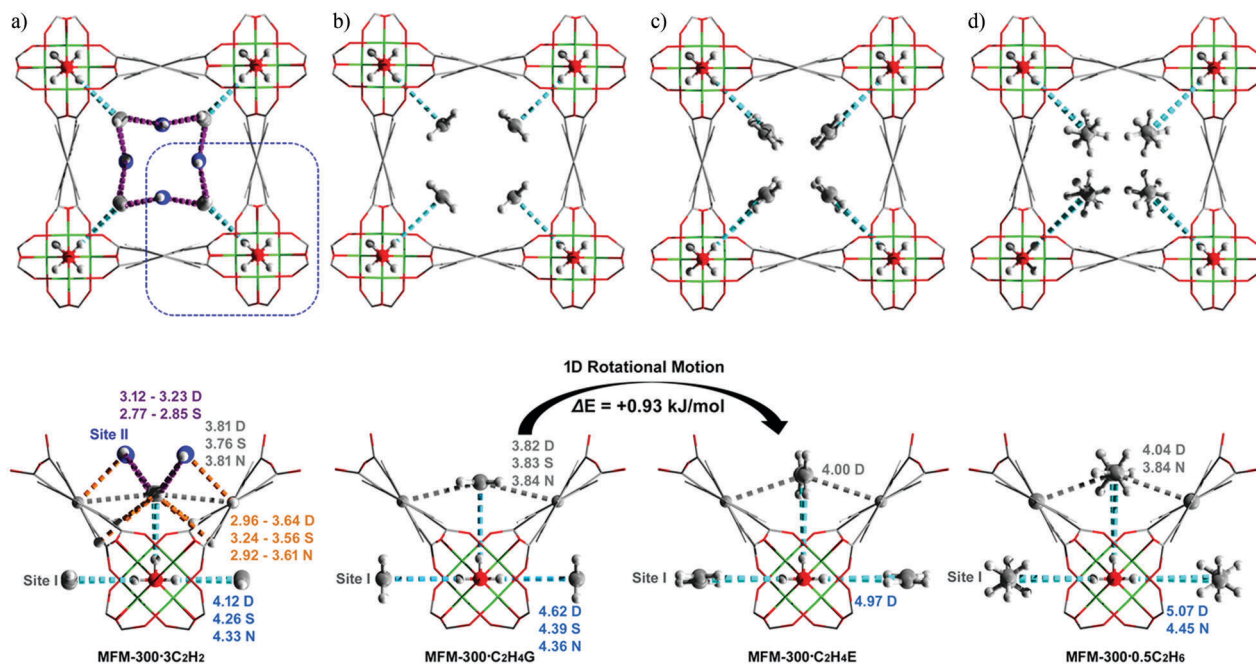 a)
b)
c)
d)
1D Rotational Motion
ΔE = +0.93 kJ/mol
3.12 - 3.23 D
2.77 - 2.85 S
Site II
3.81 D
3.76 S
3.81 N
2.96 - 3.64 D
3.24 - 3.56 S
2.92 - 3.61 N
Site I
4.12 D
4.26 S
4.33 N
MFM-300·3C2H2
3.82 D
3.83 S
3.84 N
Site I
4.62 D
4.39 S
4.36 N
MFM-300·C2H4G
4.00 D
Site I
4.97 D
MFM-300·C2H4E
4.04 D
3.84 N
Site I
5.07 D
4.45 N
MFM-300·0.5C2H6